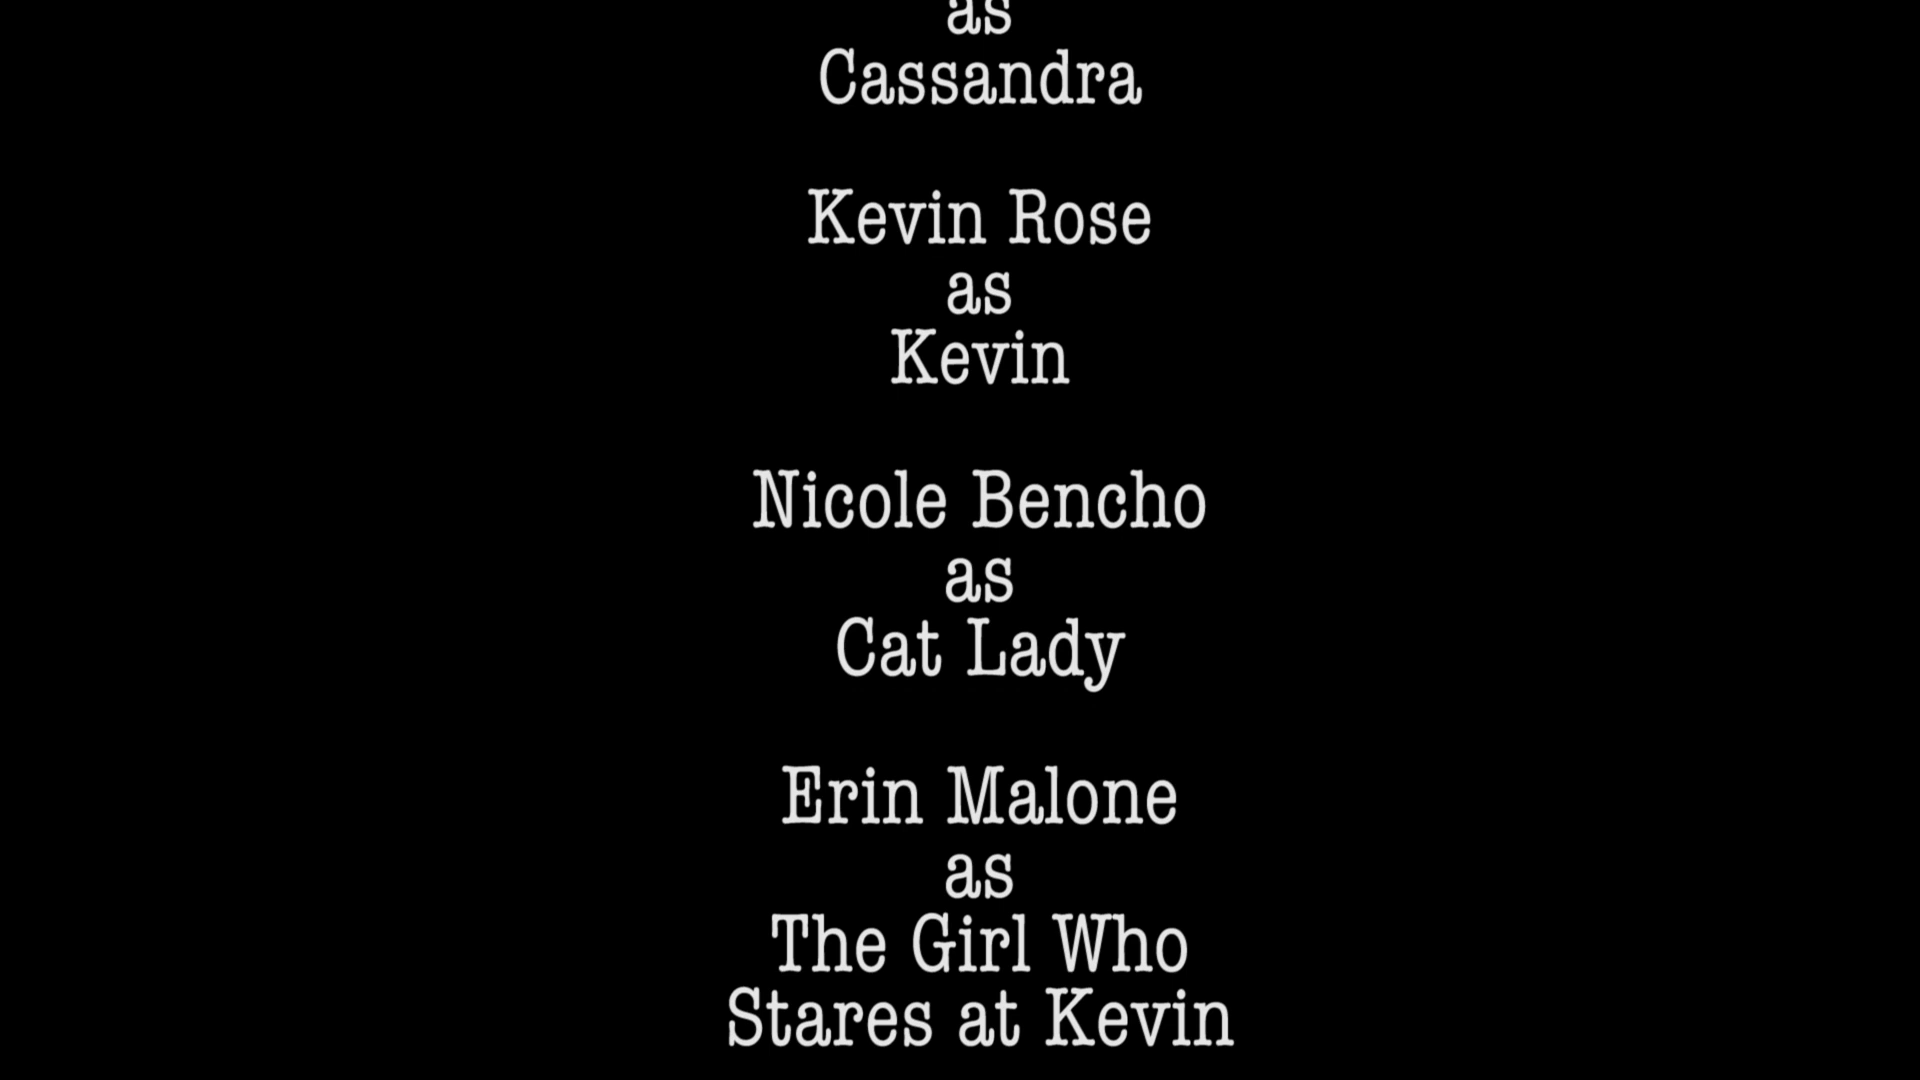 as
Cassandra
Kevin Rose
as
Kevin
Nicole Bencho
as
Cat Lady
Erin Malone
as
The Girl Who
Stares at Kevin